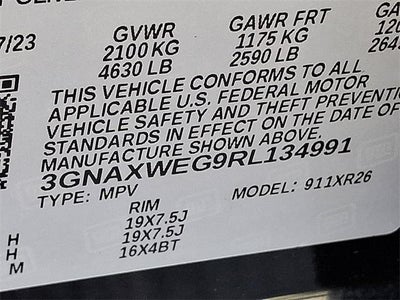 7/23 GVWR GAWR FRT
2100 KG 1175 KG
4630 LB 2590 LB
THIS VEHICLE CONFORMS TO ALL
APPLICABLE U.S. FEDERAL MOTOR
VEHICLE SAFETY AND THEFT PREVENTI
STANDARDS IN EFFECT ON THE DATE OF
MANUFACTURE SHOWN ABOVE.
3GNAXWEG9RL134991
TYPE: MPV MODEL: 911XR26
RIM
H 19X7.5J
H 19X7.5J
M 16X4BT